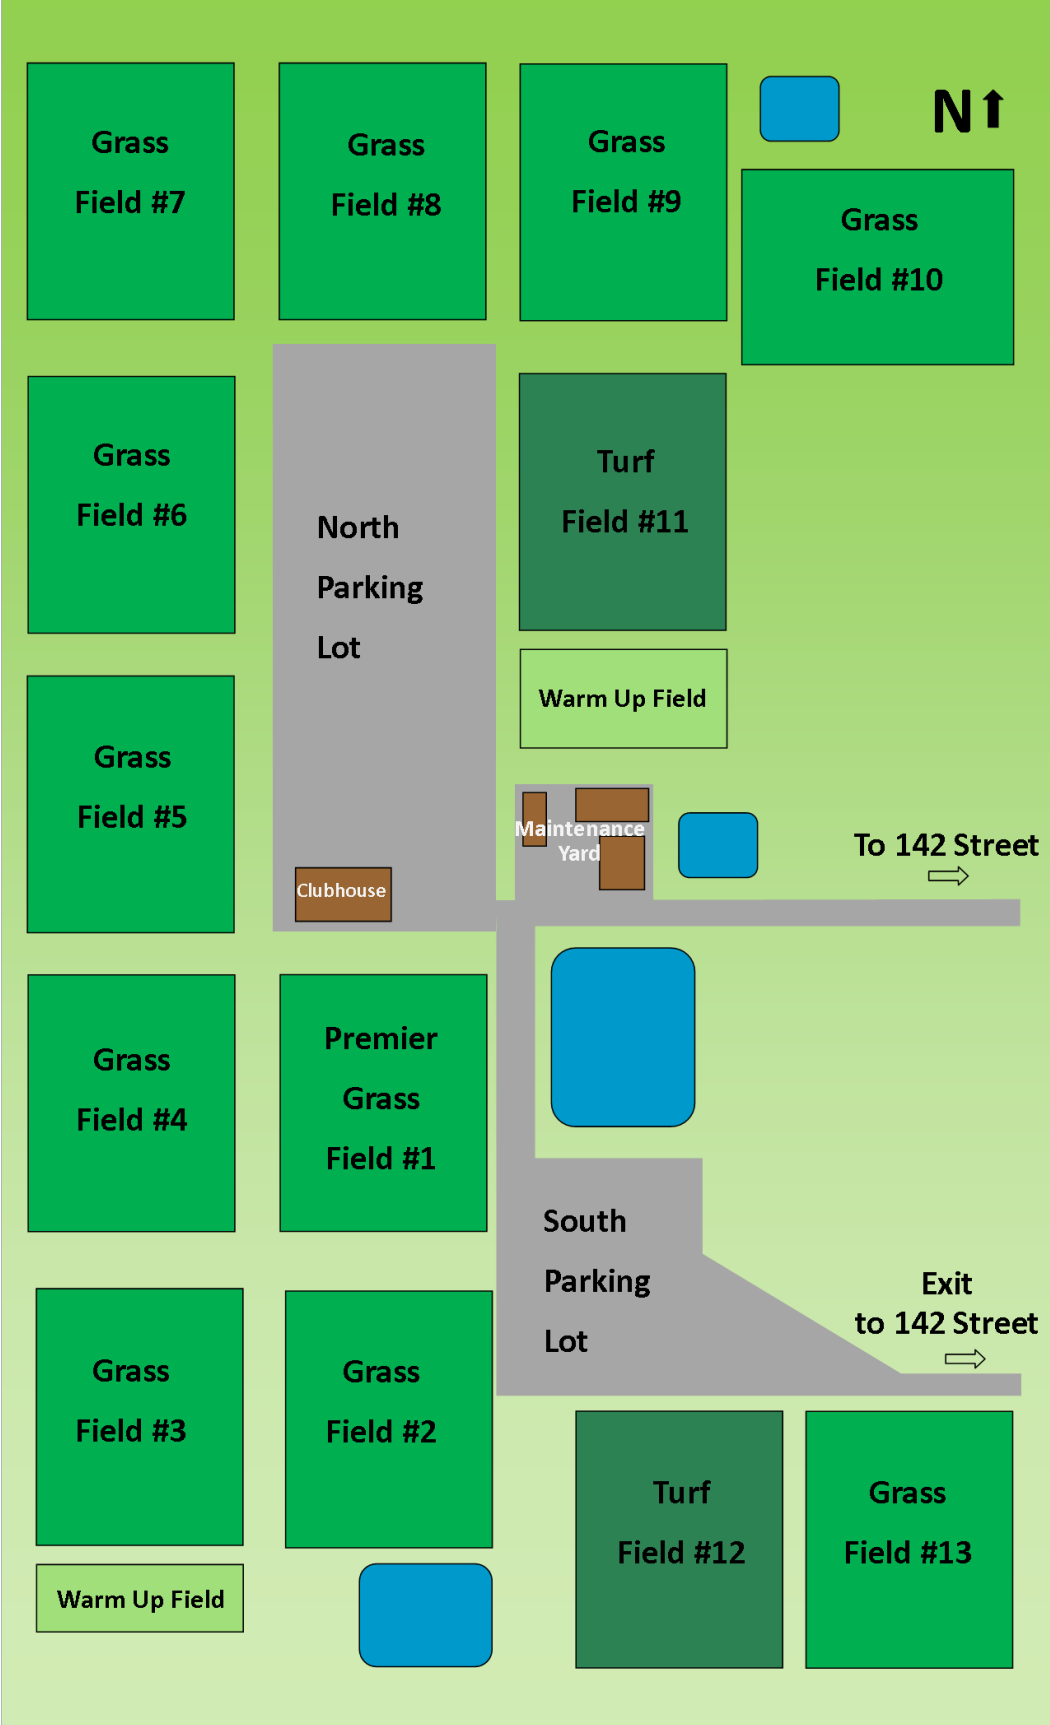 Grass
Field #7
Grass
Field #8
Grass
Field #9
N
Grass
Field #10
Grass
Field #6
North
Parking
Lot
Turf
Field #11
Warm Up Field
Grass
Field #5
Clubhouse
Maintenance
Yard
To 142 Street
Grass
Field #4
Premier
Grass
Field #1
South
Parking
Lot
Exit
to 142 Street
Grass
Field #3
Grass
Field #2
Turf
Field #12
Grass
Field #13
Warm Up Field